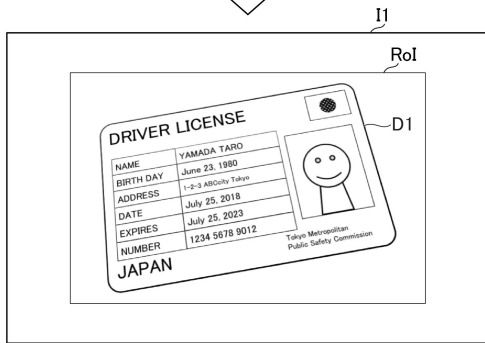 I1
RoI
D1
DRIVER LICENSE
NAME YAMADA TARO
BIRTH DAY June 23, 1980
ADDRESS 1-2-3 ABCcity Tokyo
DATE July 25, 2018
EXPIRES July 25, 2023
NUMBER 1234 5678 9012
JAPAN
Tokyo Metropolitan
Public Safety Commission